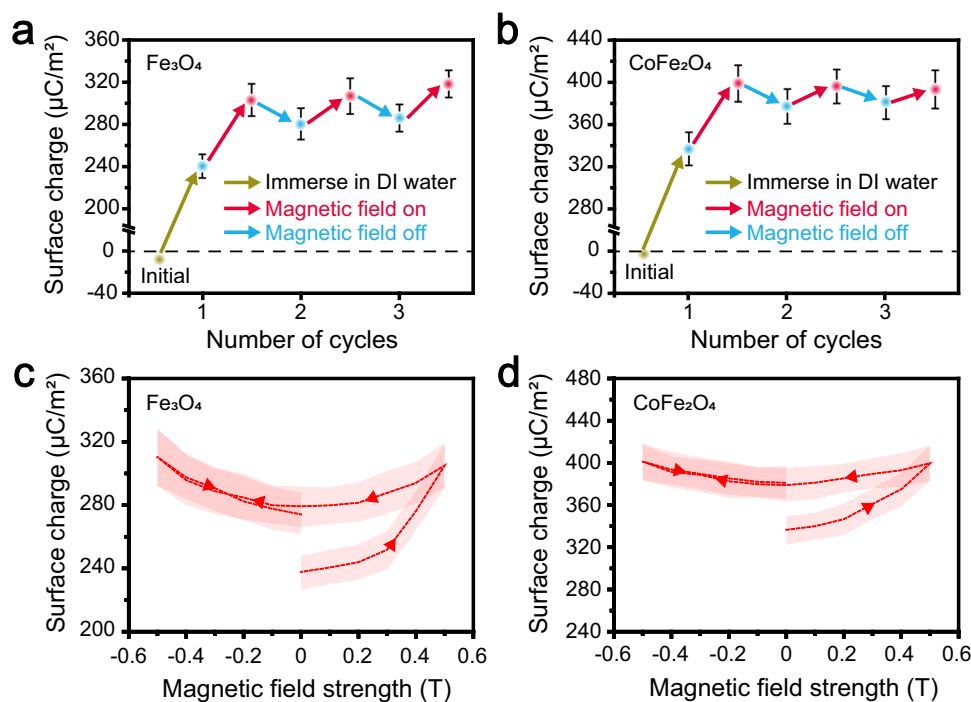 a
Fe₃O₄
Surface charge (μC/m²)
360
320
280
240
200
0
-40
Immerse in DI water
Magnetic field on
Magnetic field off
Initial
1 2 3
Number of cycles
b
CoFe₂O₄
Surface charge (μC/m²)
440
400
360
320
280
0
-40
Immerse in DI water
Magnetic field on
Magnetic field off
Initial
1 2 3
Number of cycles
c
Fe₃O₄
Surface charge (μC/m²)
360
320
280
240
200
-0.6 -0.4 -0.2 0 0.2 0.4 0.6
Magnetic field strength (T)
d
CoFe₂O₄
Surface charge (μC/m²)
480
440
400
360
320
280
240
-0.6 -0.4 -0.2 0 0.2 0.4 0.6
Magnetic field strength (T)